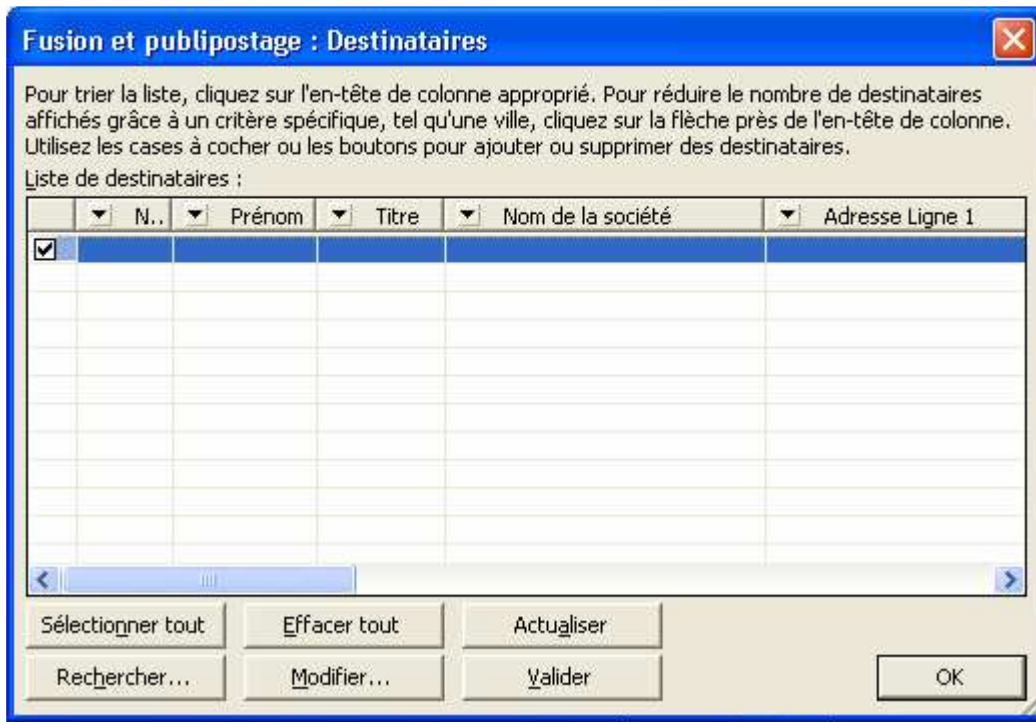 Fusion et publipostage : Destinataires
Pour trier la liste, cliquez sur l'en-tête de colonne approprié. Pour réduire le nombre de destinataires
affichés grâce à un critère spécifique, tel qu'une ville, cliquez sur la flèche près de l'en-tête de colonne.
Utilisez les cases à cocher ou les boutons pour ajouter ou supprimer des destinataires.
Liste de destinataires :
N.. Prénom Titre Nom de la société Adresse Ligne 1
Sélectionner tout Effacer tout Actualiser
Rechercher... Modifier... Valider OK